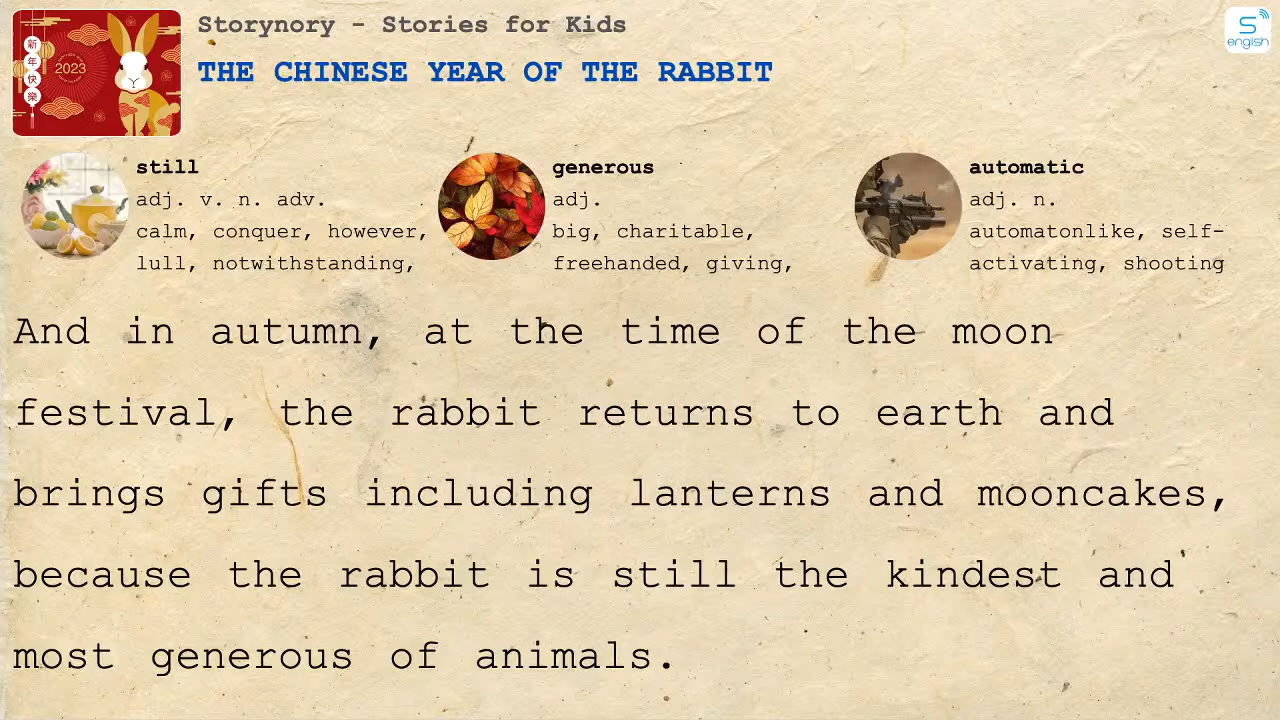 Storynory - Stories for Kids
THE CHINESE YEAR OF THE RABBIT
新年快樂
2023
S
english
still
adj. v. n. adv.
calm, conquer, however,
lull, notwithstanding,
generous
adj.
big, charitable,
freehanded, giving,
automatic
adj. n.
automatonlike, self-
activating, shooting
And in autumn, at the time of the moon
festival, the rabbit returns to earth and
brings gifts including lanterns and mooncakes,
because the rabbit is still the kindest and
most generous of animals.